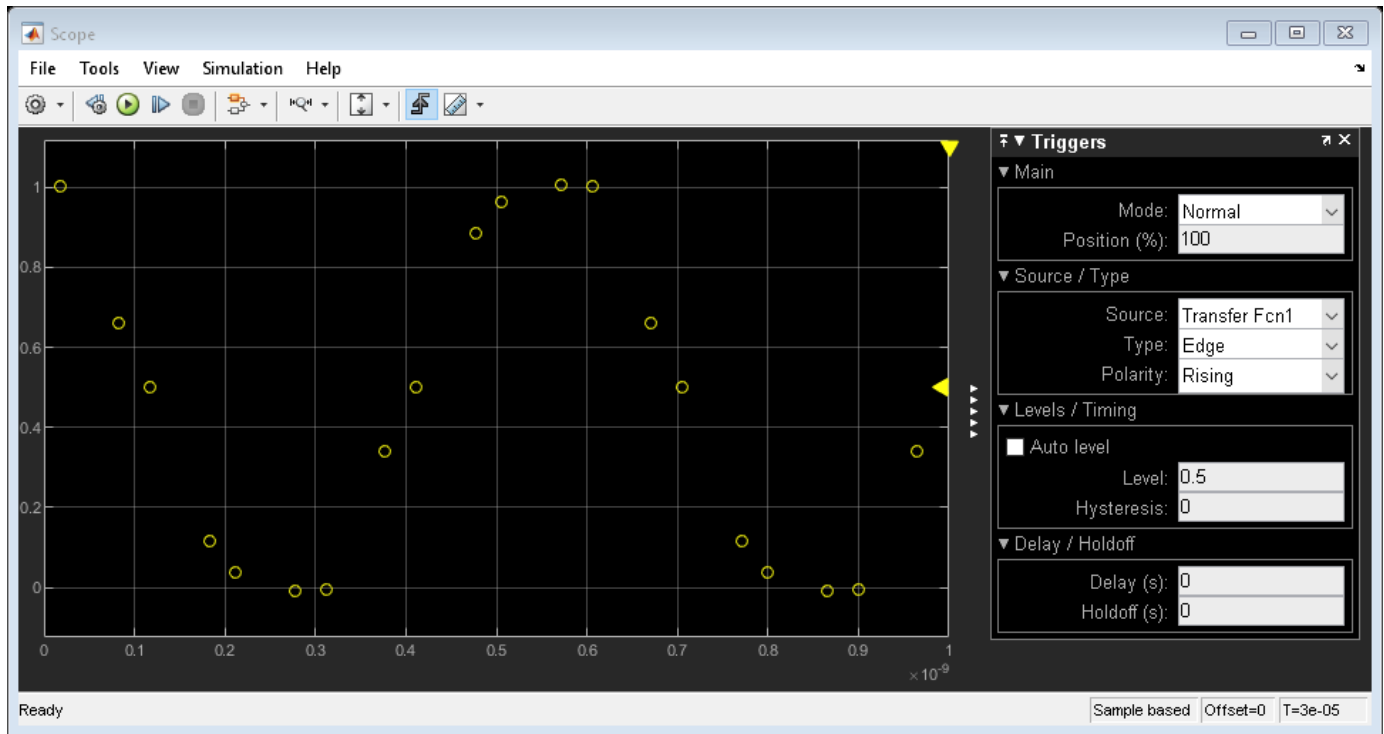 Scope
File Tools View Simulation Help
1
0.8
0.6
0.4
0.2
0
0 0.1 0.2 0.3 0.4 0.5 0.6 0.7 0.8 0.9 1
×10-9
Triggers
Main
Mode: Normal
Position (%): 100
Source / Type
Source: Transfer Fcn1
Type: Edge
Polarity: Rising
Levels / Timing
Auto level
Level: 0.5
Hysteresis: 0
Delay / Holdoff
Delay (s): 0
Holdoff (s): 0
Ready
Sample based Offset=0 T=3e-05